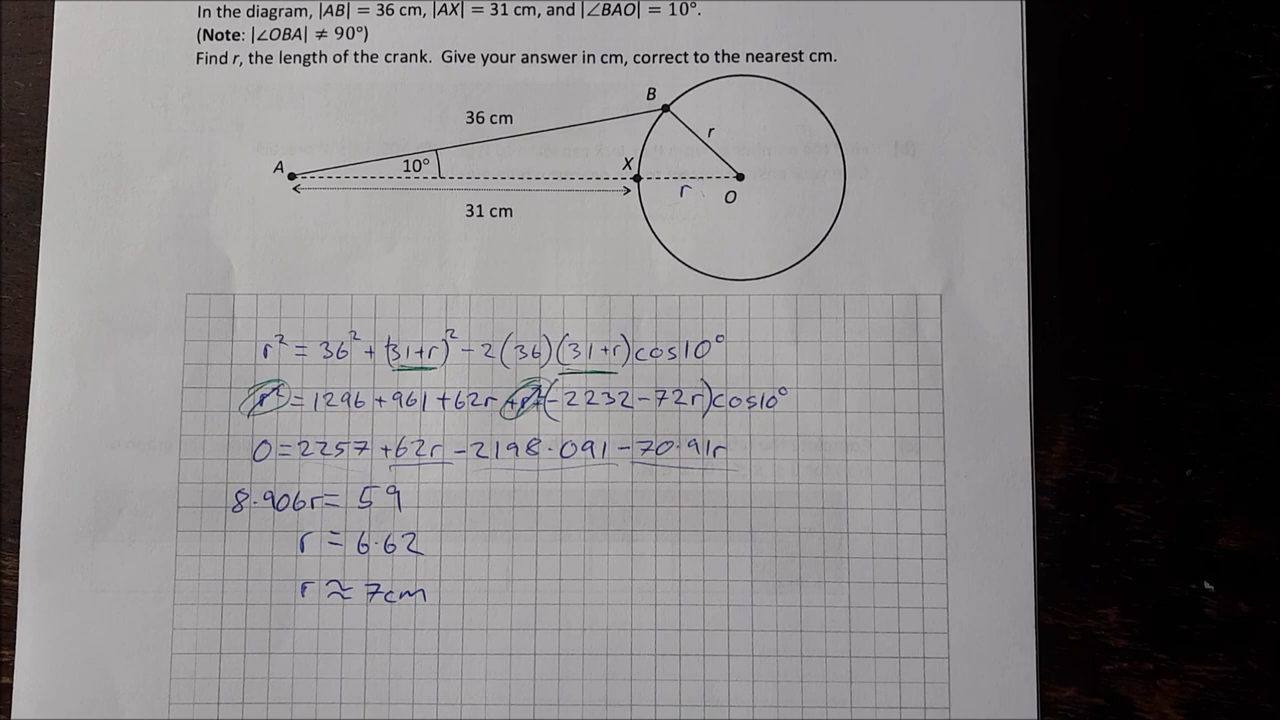 In the diagram, |AB| = 36 cm, |AX| = 31 cm, and |∠BAO| = 10°.
(Note: |∠OBA| ≠ 90°)
Find r, the length of the crank. Give your answer in cm, correct to the nearest cm.
B
36 cm
r
A
10°
X
r
O
31 cm
r² = 36² + (31+r)² - 2(36)(31+r)cos10°
r² = 1296 + 961 + 62r + r² (-2232 - 72r)cos10°
0 = 2257 + 62r - 2198.091 - 70.91r
8.906r = 59
r = 6.62
r ≈ 7cm